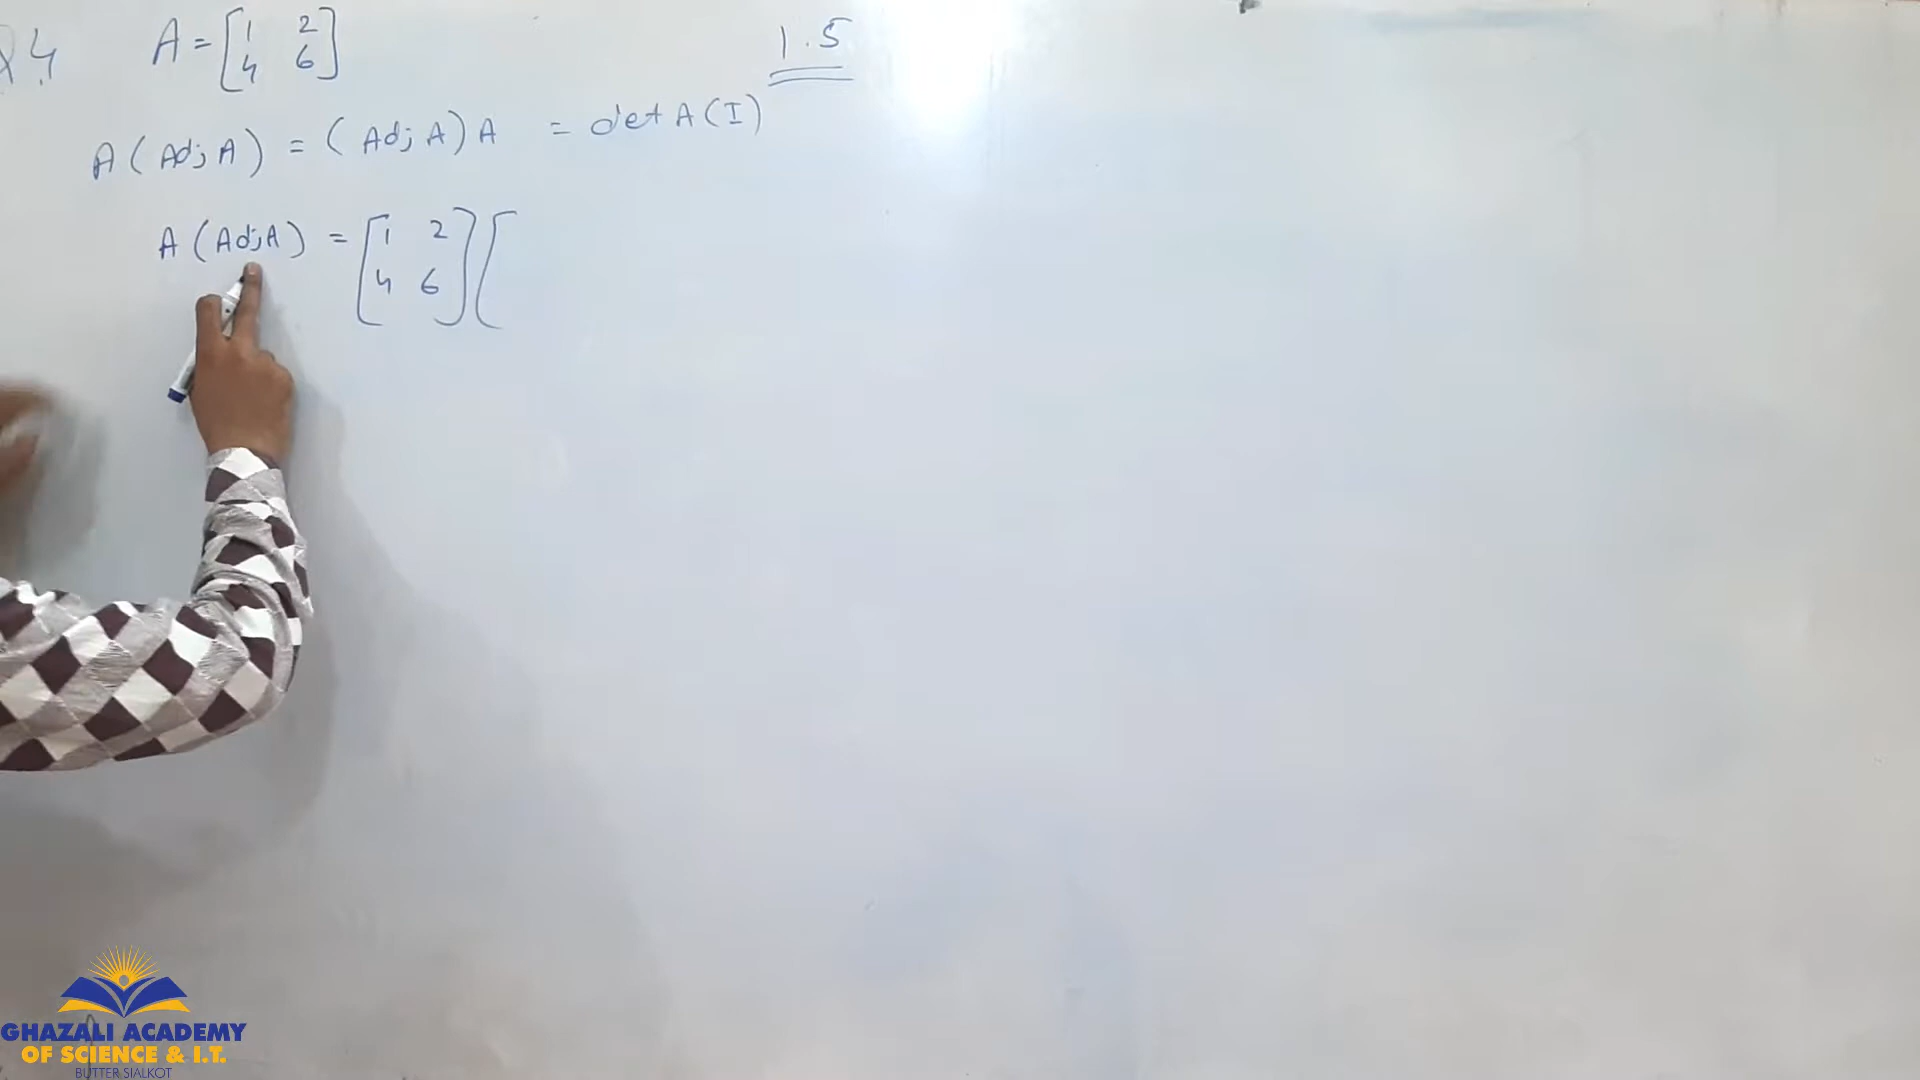 Q 4 A = [1 2 4 6] 1.5
A (Adj A) = (Adj A) A = det A (I)
A (Adj A) = [1 2
4 6] [
GHAZALI ACADEMY
OF SCIENCE & I.T.
BUTTER SIALKOT